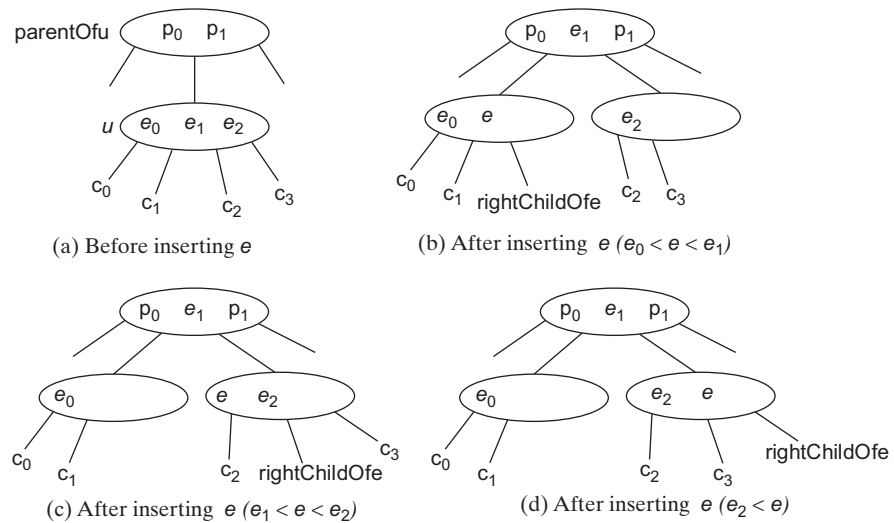 parentOfu p0 p1
u e0 e1 e2
c0 c1 c2 c3
(a) Before inserting e
p0 e1 p1
e0 e e2
c0 c1 rightChildOfe c2 c3
(b) After inserting e (e0 < e < e1)
p0 e1 p1
e0 e e2
c0 c1 c2 rightChildOfe c3
(c) After inserting e (e1 < e < e2)
p0 e1 p1
e0 e2 e
c0 c1 c2 c3 rightChildOfe
(d) After inserting e (e2 < e)